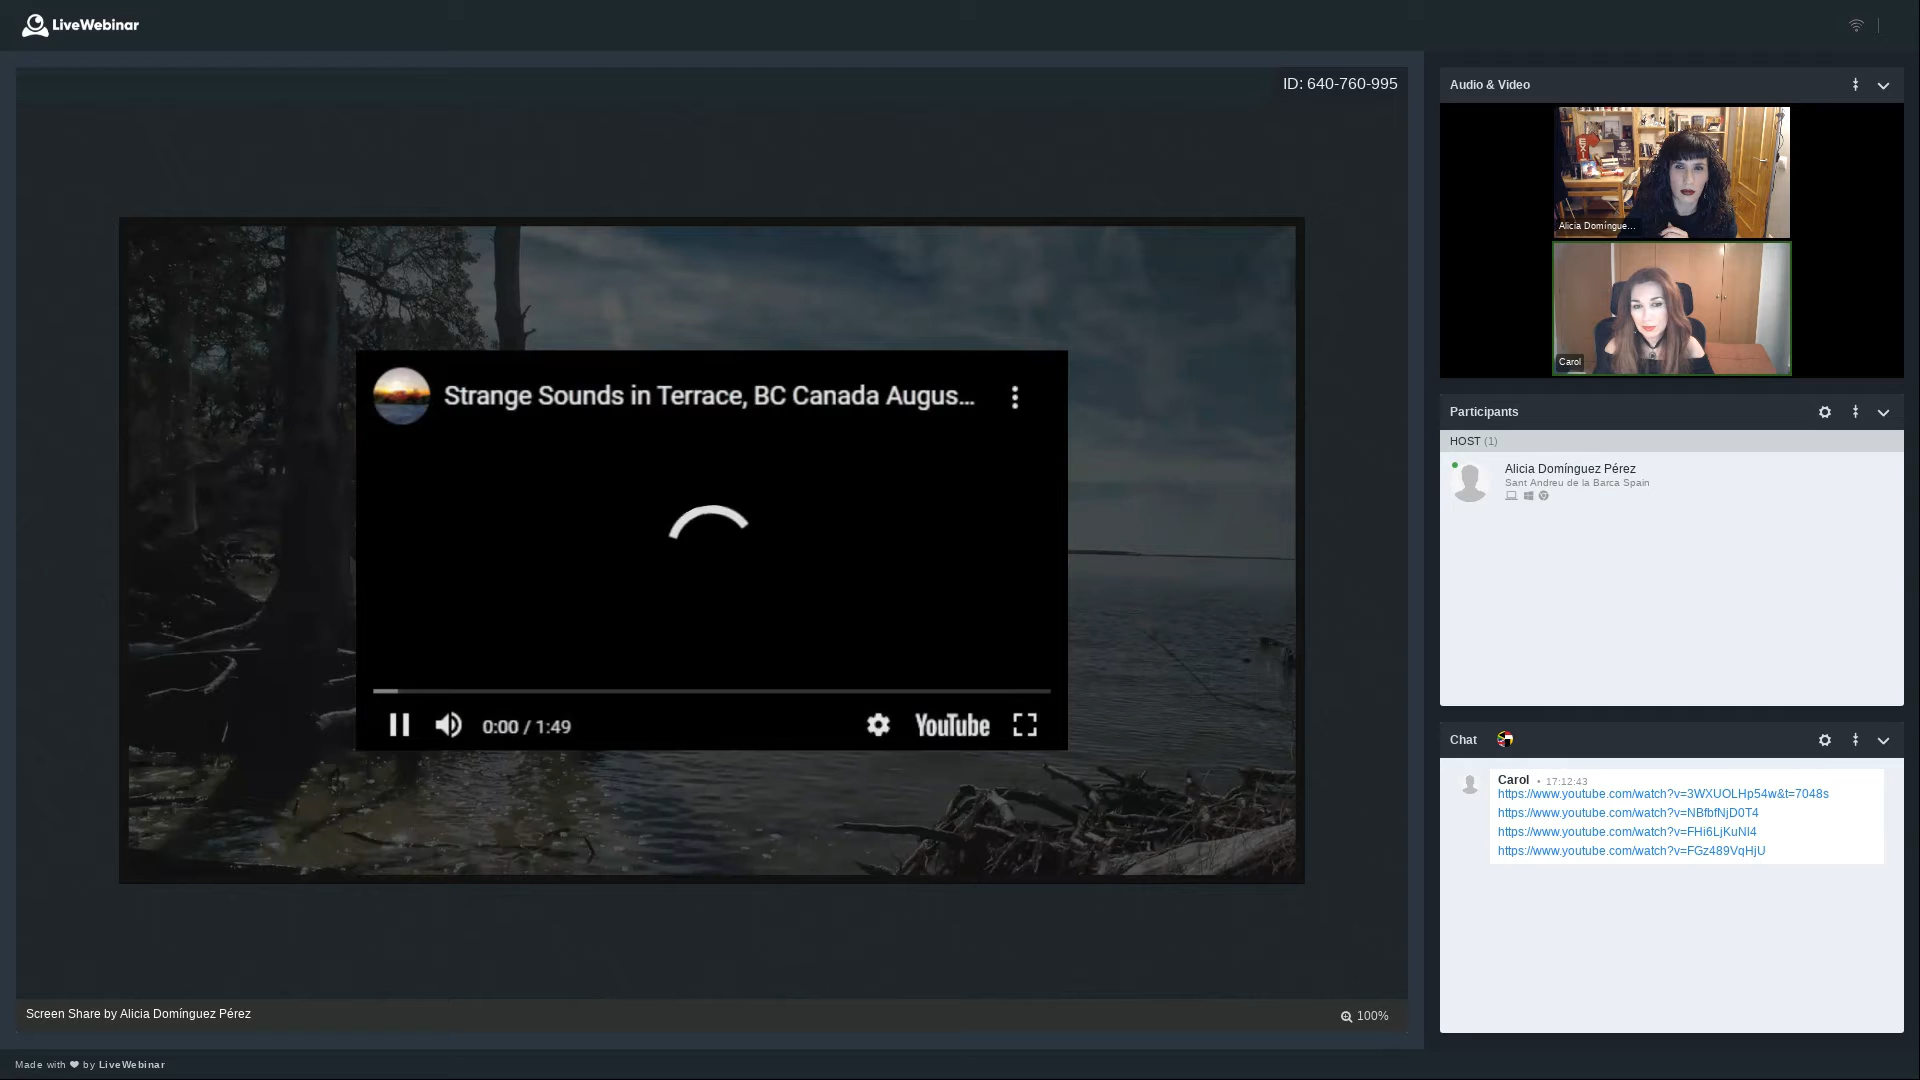 LiveWebinar
ID: 640-760-995
Audio & Video
EXIT
Alicia Domíngue...
Carol
Strange Sounds in Terrace, BC Canada Augus...
0:00 / 1:49
YouTube
Screen Share by Alicia Domínguez Pérez
100%
Participants
HOST (1)
Alicia Domínguez Pérez
Sant Andreu de la Barca Spain
Chat
Carol • 17:12:43
https://www.youtube.com/watch?v=3WXUOLHp54w&t=7048s
https://www.youtube.com/watch?v=NBfbfNjD0T4
https://www.youtube.com/watch?v=FHi6LjKuNl4
https://www.youtube.com/watch?v=FGz489VqHjU
Made with ❤ by LiveWebinar